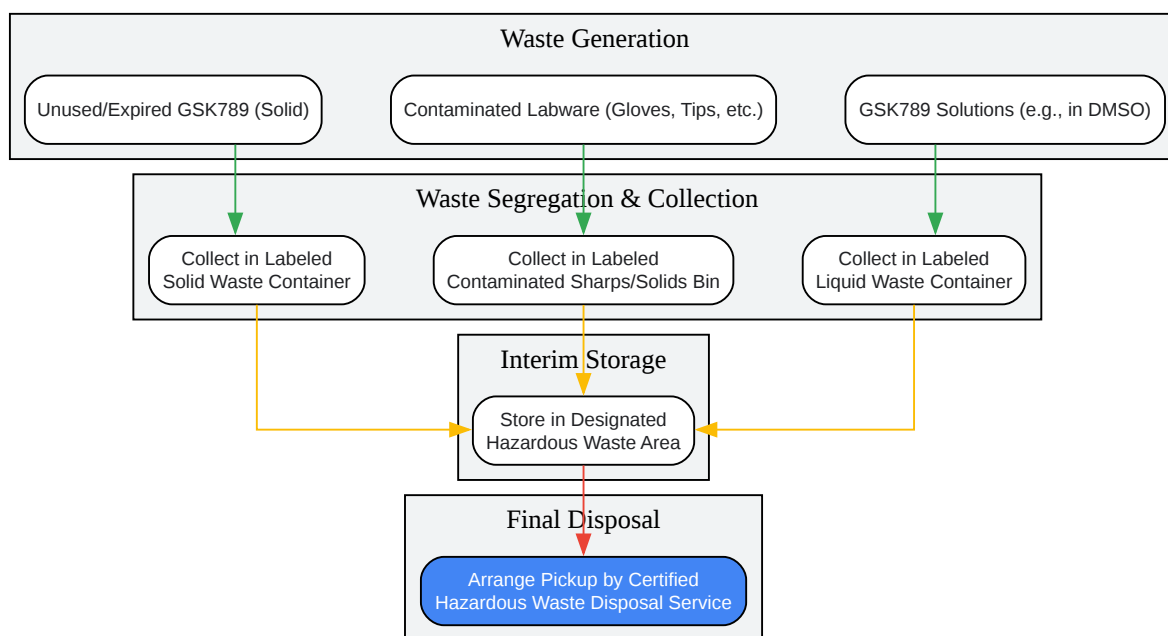 Waste Generation
Unused/Expired GSK789 (Solid)
Contaminated Labware (Gloves, Tips, etc.)
GSK789 Solutions (e.g., in DMSO)
Waste Segregation & Collection
Collect in Labeled
Solid Waste Container
Collect in Labeled
Contaminated Sharps/Solids Bin
Collect in Labeled
Liquid Waste Container
Interim Storage
Store in Designated
Hazardous Waste Area
Final Disposal
Arrange Pickup by Certified
Hazardous Waste Disposal Service